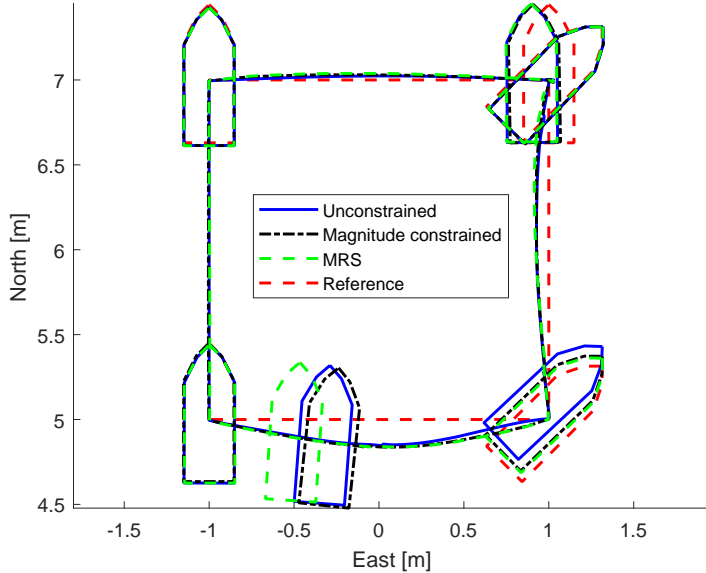 7
6.5
6
5.5
5
4.5
North [m]
Unconstrained
Magnitude constrained
MRS
Reference
-1.5
-1
-0.5
0
0.5
1
1.5
East [m]